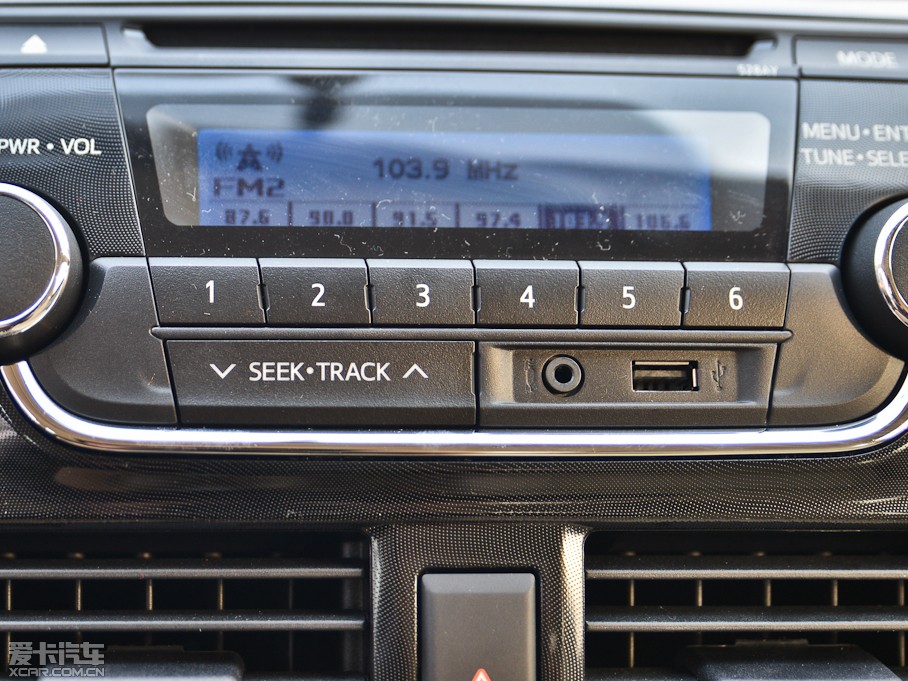 MODE
PWR • VOL
MENU • ENT
TUNE • SELE
103.9 MHz
FM2
87.6 90.0 91.5 97.4 106.6
1 2 3 4 5 6
SEEK • TRACK
爱卡汽车
XCAR.COM.CN